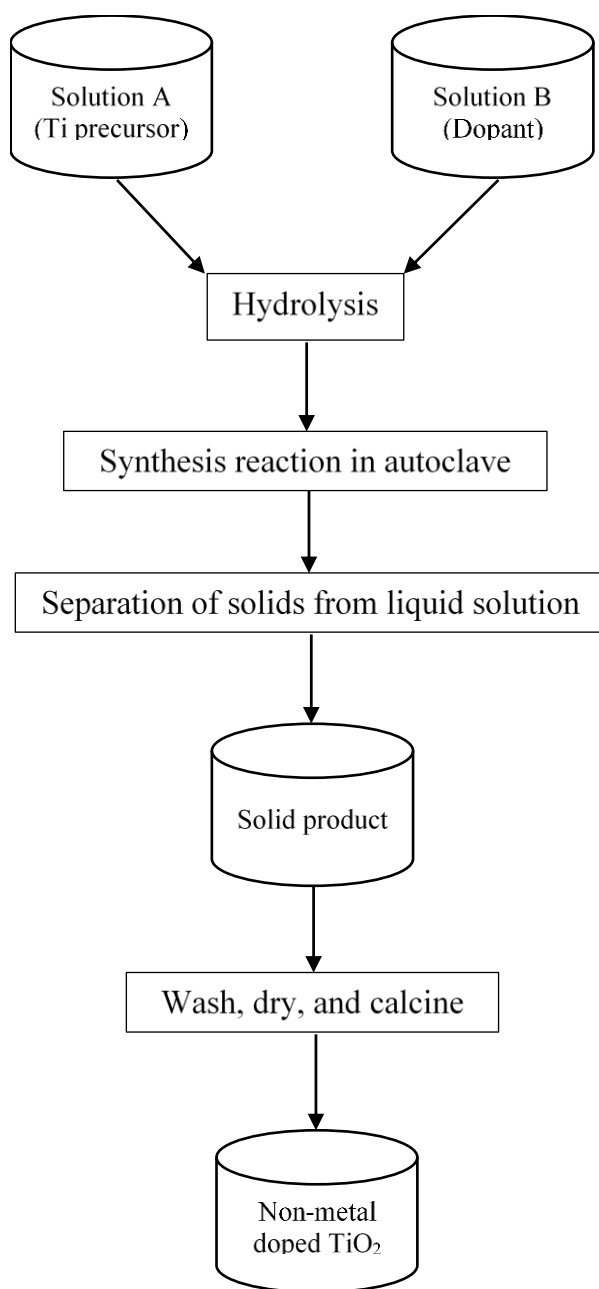 Solution A
(Ti precursor)
Solution B
(Dopant)
Hydrolysis
Synthesis reaction in autoclave
Separation of solids from liquid solution
Solid product
Wash, dry, and calcine
Non-metal
doped TiO₂